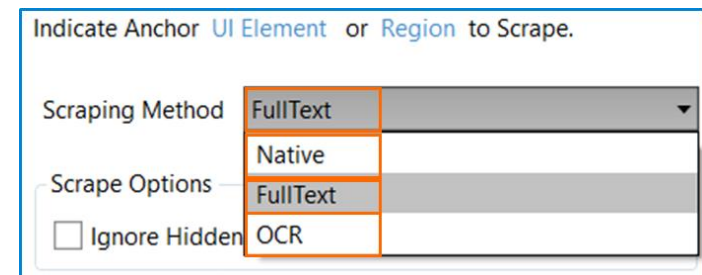 Indicate Anchor UI Element or Region to Scrape.
Scraping Method FullText
Native
Scrape Options FullText
Ignore Hidden OCR